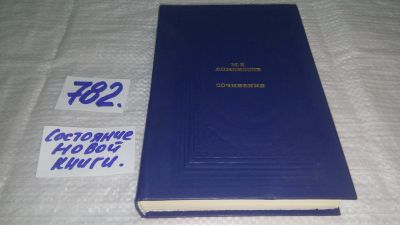 782.
Состояние
новой
книги.
СОЧИНЕНИЯ